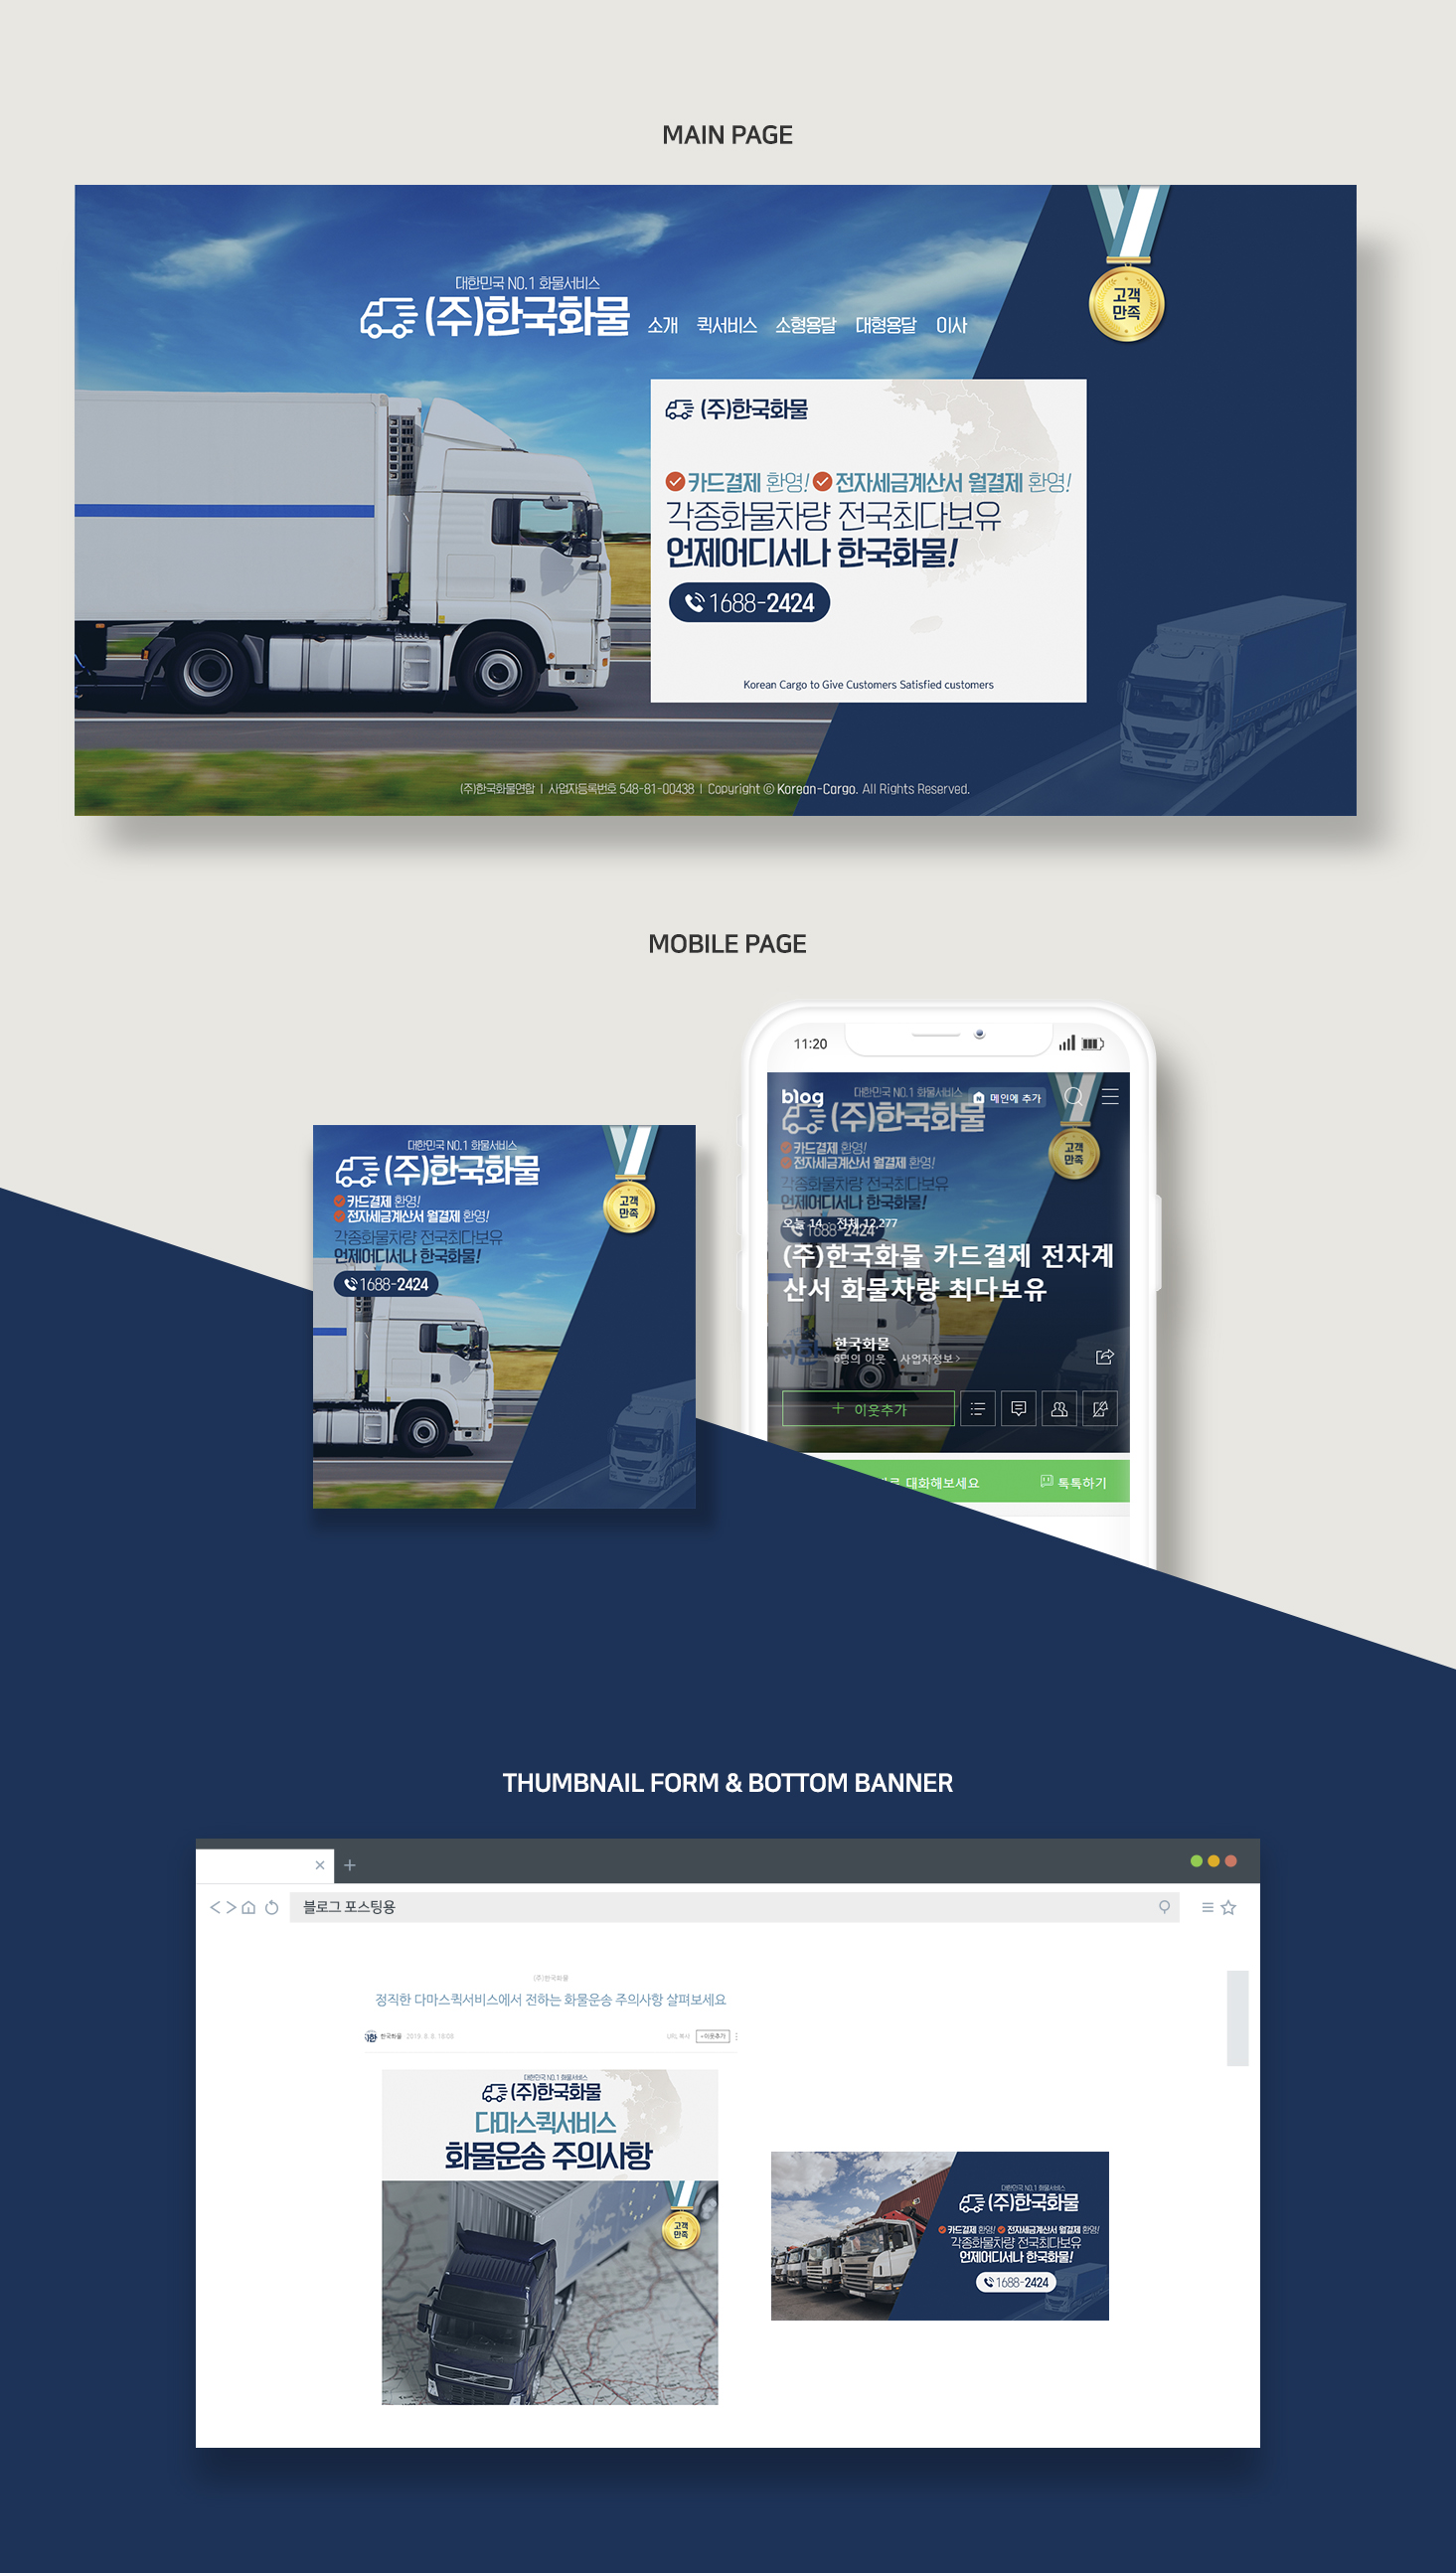 MAIN PAGE
대한민국 NO.1 화물서비스
(주)한국화물
소개 퀵서비스 소형용달 대형용달 이사
고객
만족
(주)한국화물
카드결제 환영! 전자세금계산서 월결제 환영!
각종화물차량 전국최다보유
언제어디서나 한국화물!
1688-2424
Korean Cargo to Give Customers Satisfied customers
(주)한국화물연합 | 사업자등록번호 548-81-00438 | Copyright © Korean-Cargo. All Rights Reserved.
MOBILE PAGE
대한민국 NO.1 화물서비스
(주)한국화물
카드결제 환영!
전자세금계산서 월결제 환영!
각종화물차량 전국최다보유
언제어디서나 한국화물!
1688-2424
고객
만족
11:20
blog
대한민국 NO.1 화물서비스
메인에 추가
(주)한국화물
카드결제 환영!
전자세금계산서 월결제 환영!
각종화물차량 전국최다보유
언제어디서나 한국화물!
고객
만족
오늘 14 전체 12,277
1688-2424
(주)한국화물 카드결제 전자계
산서 화물차량 최다보유
한국화물
6명의 이웃 · 사업자정보 >
+ 이웃추가
대화해보세요
톡톡하기
THUMBNAIL FORM & BOTTOM BANNER
블로그 포스팅용
(주)한국화물
정직한 다마스퀵서비스에서 전하는 화물운송 주의사항 살펴보세요
한국화물 2019. 8. 8. 18:08
URL 복사 +이웃추가
대한민국 NO.1 화물서비스
(주)한국화물
다마스퀵서비스
화물운송 주의사항
고객
만족
대한민국 NO.1 화물서비스
(주)한국화물
카드결제 환영! 전자세금계산서 월결제 환영!
각종화물차량 전국최다보유
언제어디서나 한국화물!
1688-2424